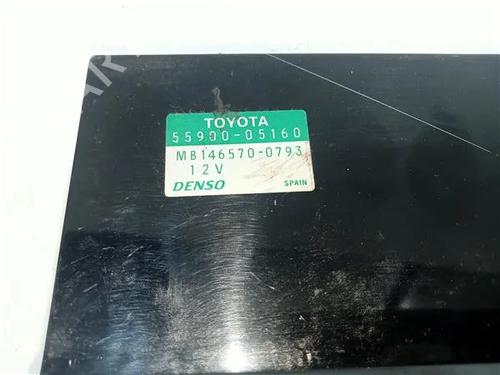 TOYOTA
55900-05160
MB146570-0793
12V
DENSO SPAIN